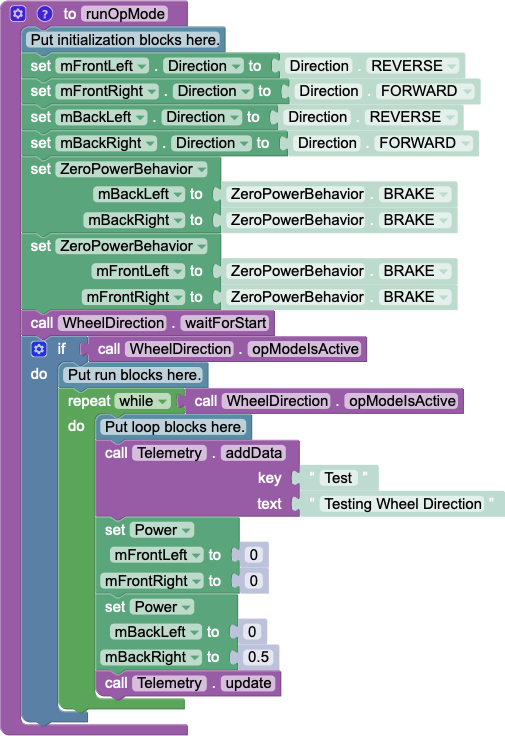 ? to runOpMode
Put initialization blocks here.
set mFrontLeft . Direction to Direction . REVERSE
set mFrontRight . Direction to Direction . FORWARD
set mBackLeft . Direction to Direction . REVERSE
set mBackRight . Direction to Direction . FORWARD
set ZeroPowerBehavior
mBackLeft to ZeroPowerBehavior . BRAKE
mBackRight to ZeroPowerBehavior . BRAKE
set ZeroPowerBehavior
mFrontLeft to ZeroPowerBehavior . BRAKE
mFrontRight to ZeroPowerBehavior . BRAKE
call WheelDirection . waitForStart
if call WheelDirection . opModeIsActive
do Put run blocks here.
repeat while call WheelDirection . opModeIsActive
do Put loop blocks here.
call Telemetry . addData
key “ Test ”
text “ Testing Wheel Direction ”
set Power
mFrontLeft to 0
mFrontRight to 0
set Power
mBackLeft to 0
mBackRight to 0.5
call Telemetry . update